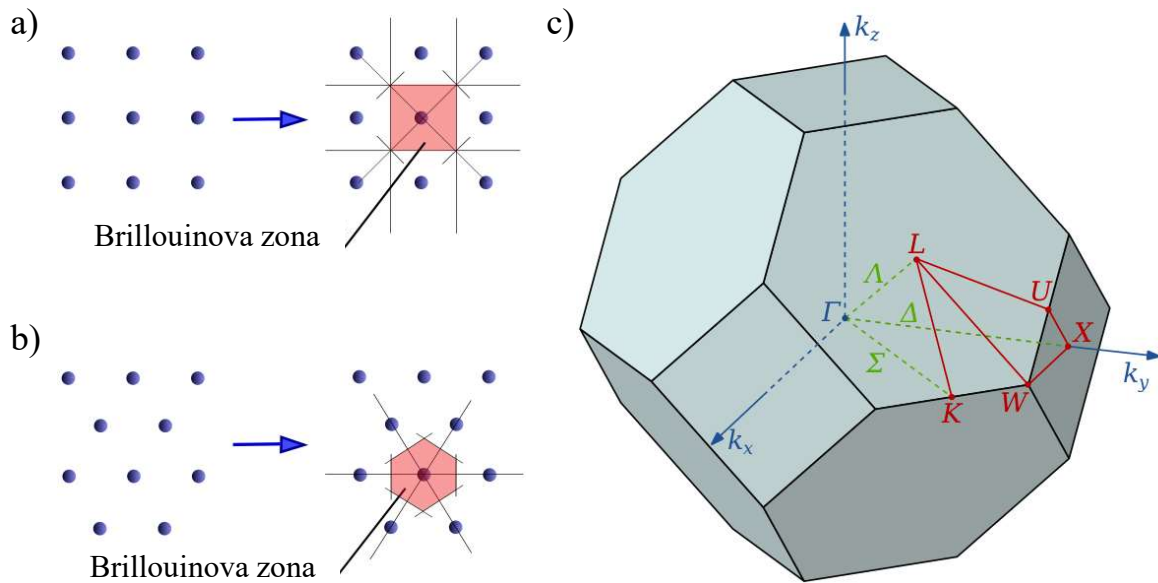 a)
Brillouinova zona
b)
Brillouinova zona
c)
k_z
L
Λ
U
Γ
Δ
X
Σ
k_y
K
W
k_x